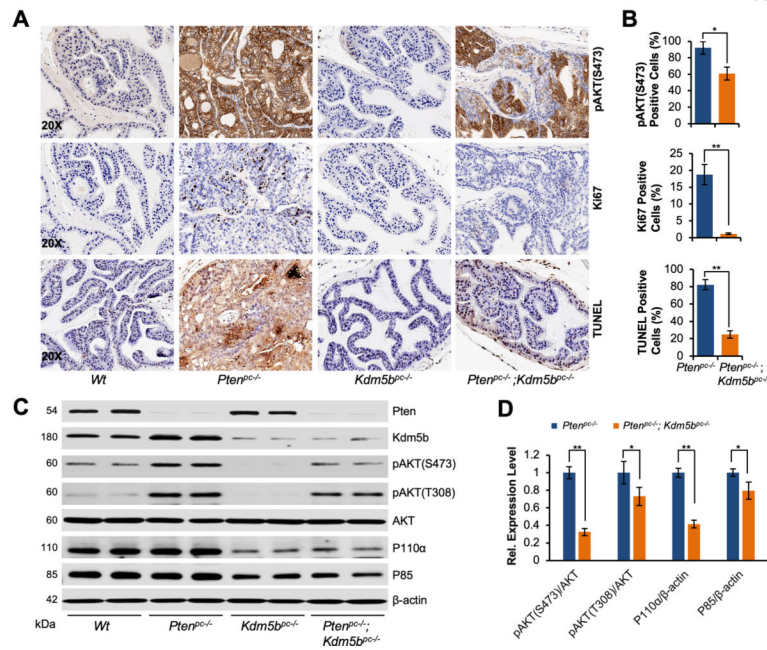 A
20X
20X
20X
pAKT(S473)
Ki67
TUNEL
Wt
Pten^pc-/-
Kdm5b^pc-/-
Pten^pc-/-;Kdm5b^pc-/-
B
pAKT(S473)
Positive Cells (%)
120
100
80
60
40
20
0
*
Ki67 Positive
Cells (%)
25
20
15
10
5
0
**
TUNEL Positive
Cells (%)
100
80
60
40
20
0
**
Pten^pc-/-
Pten^pc-/-;
Kdm5b^pc-/-
C
54 Pten
180 Kdm5b
60 pAKT(S473)
60 pAKT(T308)
60 AKT
110 P110α
85 P85
42 β-actin
kDa
Wt
Pten^pc-/-
Kdm5b^pc-/-
Pten^pc-/-;
Kdm5b^pc-/-
D
Pten^pc-/-
Pten^pc-/-; Kdm5b^pc-/-
Rel. Expression Level
1.2
1
0.8
0.6
0.4
0.2
0
**
*
**
*
pAKT(S473)/AKT
pAKT(T308)/AKT
P110α/β-actin
P85/β-actin